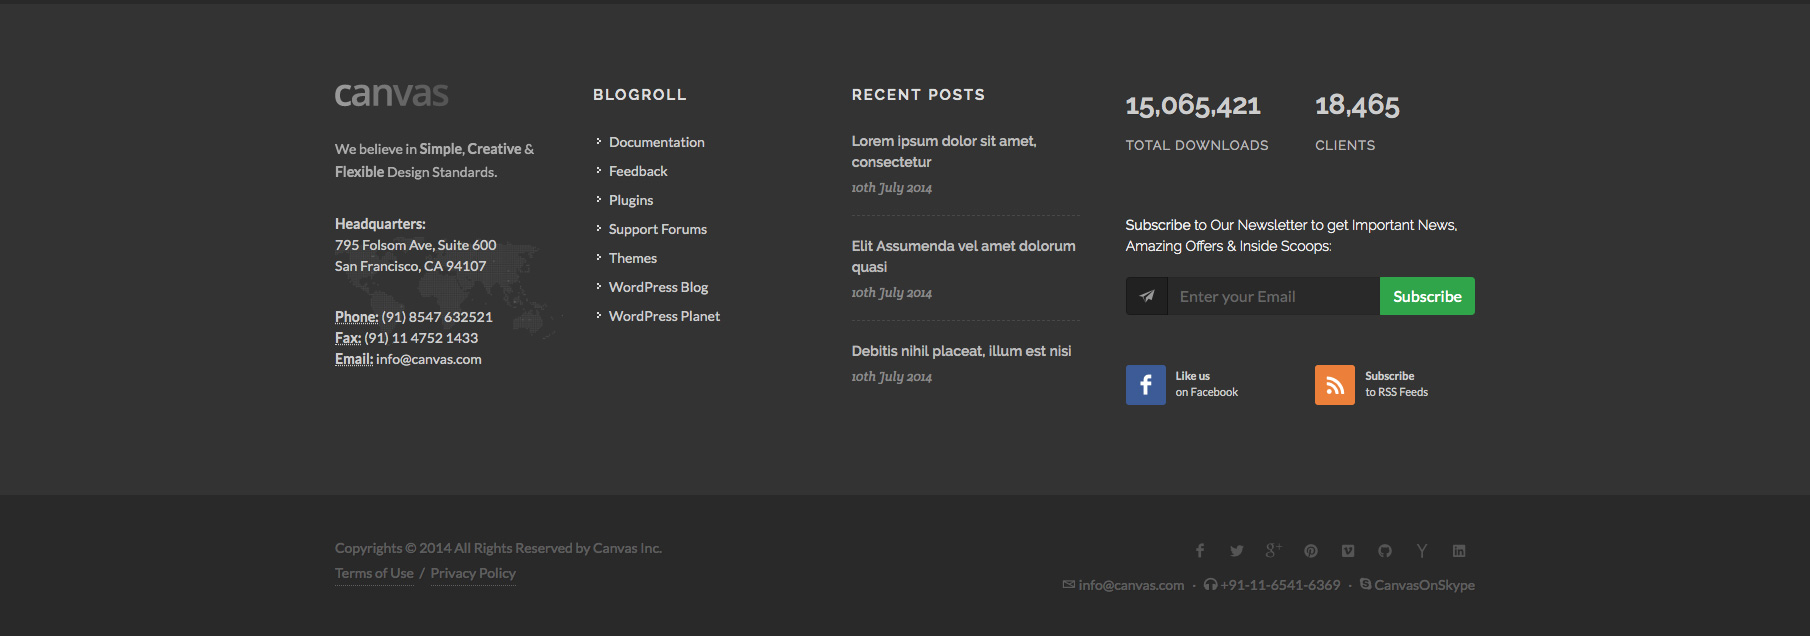 canvas
We believe in Simple, Creative &
Flexible Design Standards.
Headquarters:
795 Folsom Ave, Suite 600
San Francisco, CA 94107
Phone: (91) 8547 632521
Fax: (91) 11 4752 1433
Email: info@canvas.com
BLOGROLL
Documentation
Feedback
Plugins
Support Forums
Themes
WordPress Blog
WordPress Planet
RECENT POSTS
Lorem ipsum dolor sit amet,
consectetur
10th July 2014
Elit Assumenda vel amet dolorum
quasi
10th July 2014
Debitis nihil placeat, illum est nisi
10th July 2014
15,065,421
TOTAL DOWNLOADS
18,465
CLIENTS
Subscribe to Our Newsletter to get Important News,
Amazing Offers & Inside Scoops:
Enter your Email
Subscribe
Like us
on Facebook
Subscribe
to RSS Feeds
Copyrights © 2014 All Rights Reserved by Canvas Inc.
Terms of Use / Privacy Policy
info@canvas.com · +91-11-6541-6369 · CanvasOnSkype